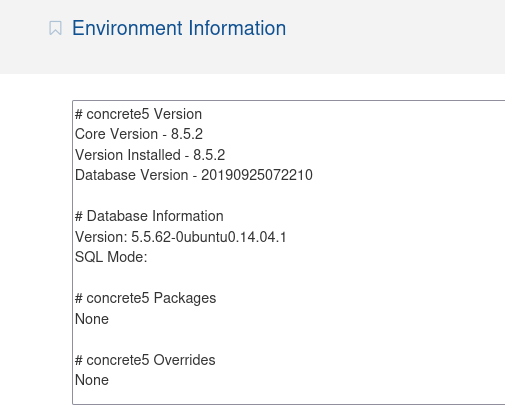 Environment Information
# concrete5 Version
Core Version - 8.5.2
Version Installed - 8.5.2
Database Version - 20190925072210
# Database Information
Version: 5.5.62-0ubuntu0.14.04.1
SQL Mode:
# concrete5 Packages
None
# concrete5 Overrides
None